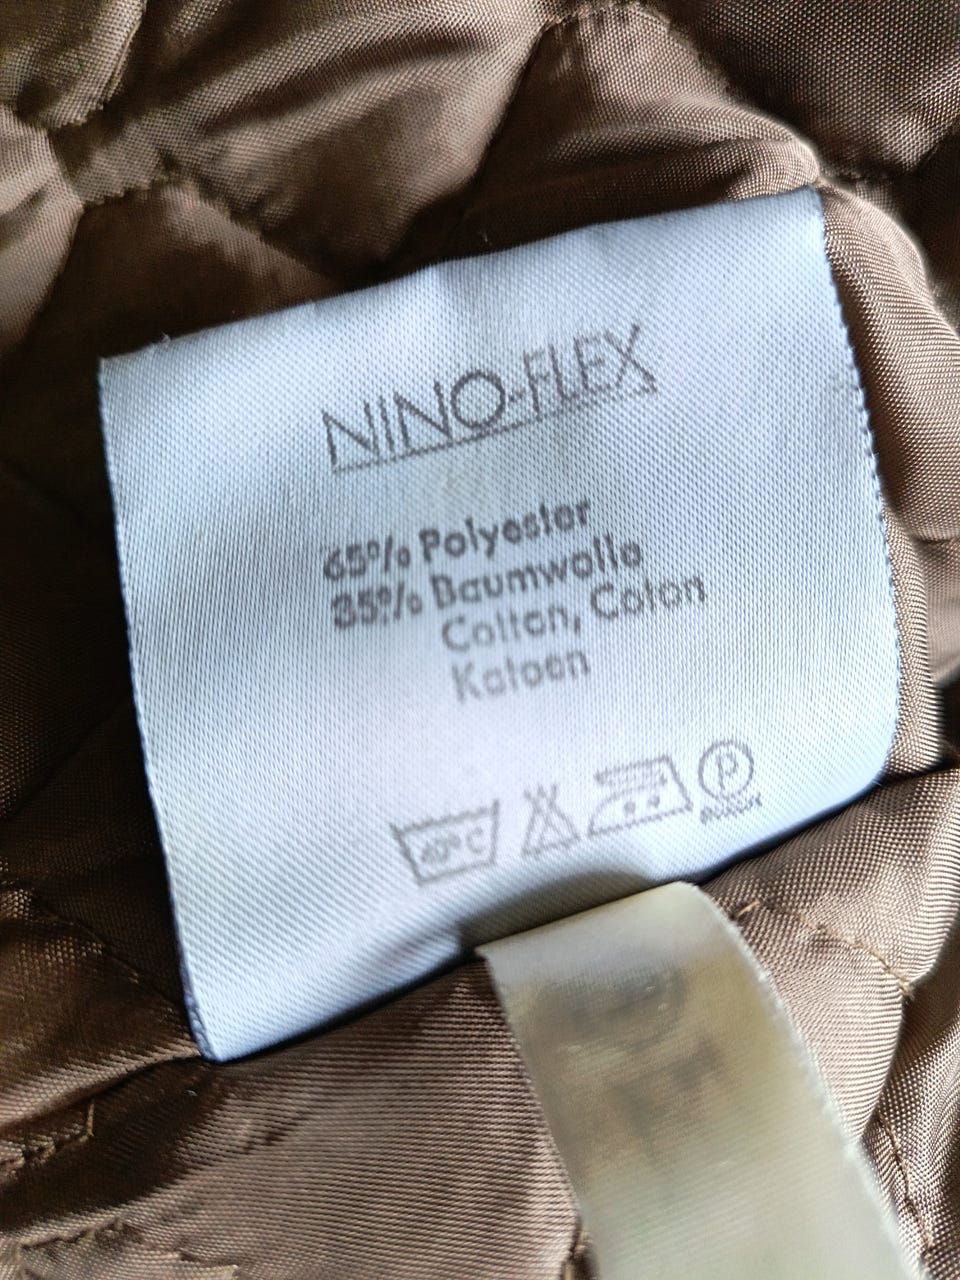 NINO-FLEX
65% Polyester
35% Baumwolle
Cotton, Coton
Katoen
40° C
P